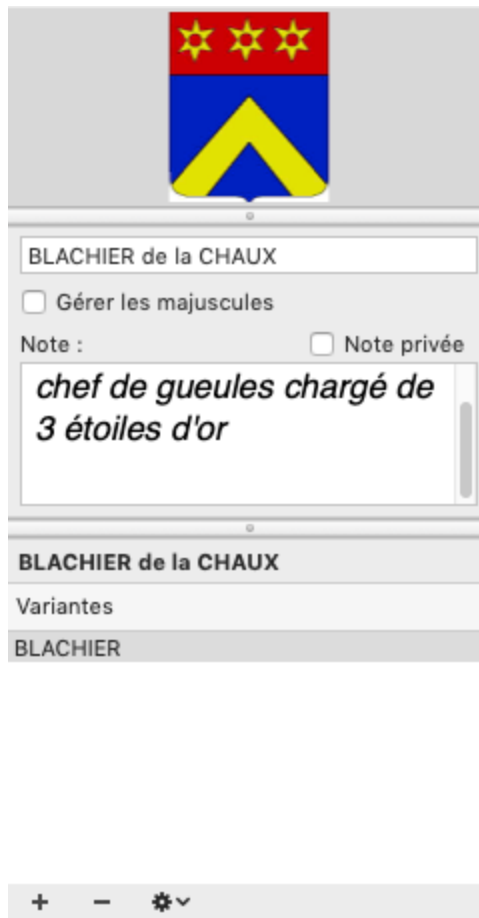 BLACHIER de la CHAUX
Gérer les majuscules
Note : Note privée
chef de gueules chargé de
3 étoiles d'or
BLACHIER de la CHAUX
Variantes
BLACHIER